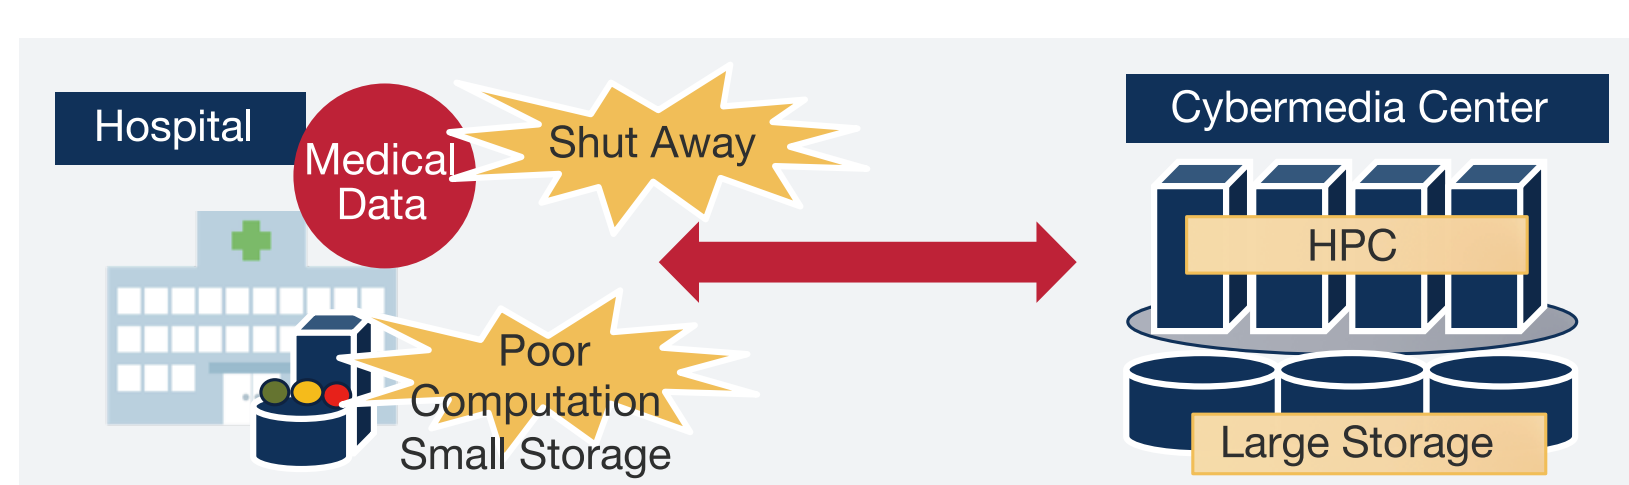 Hospital
Medical
Data
Shut Away
Poor
Computation
Small Storage
Cybermedia Center
HPC
Large Storage